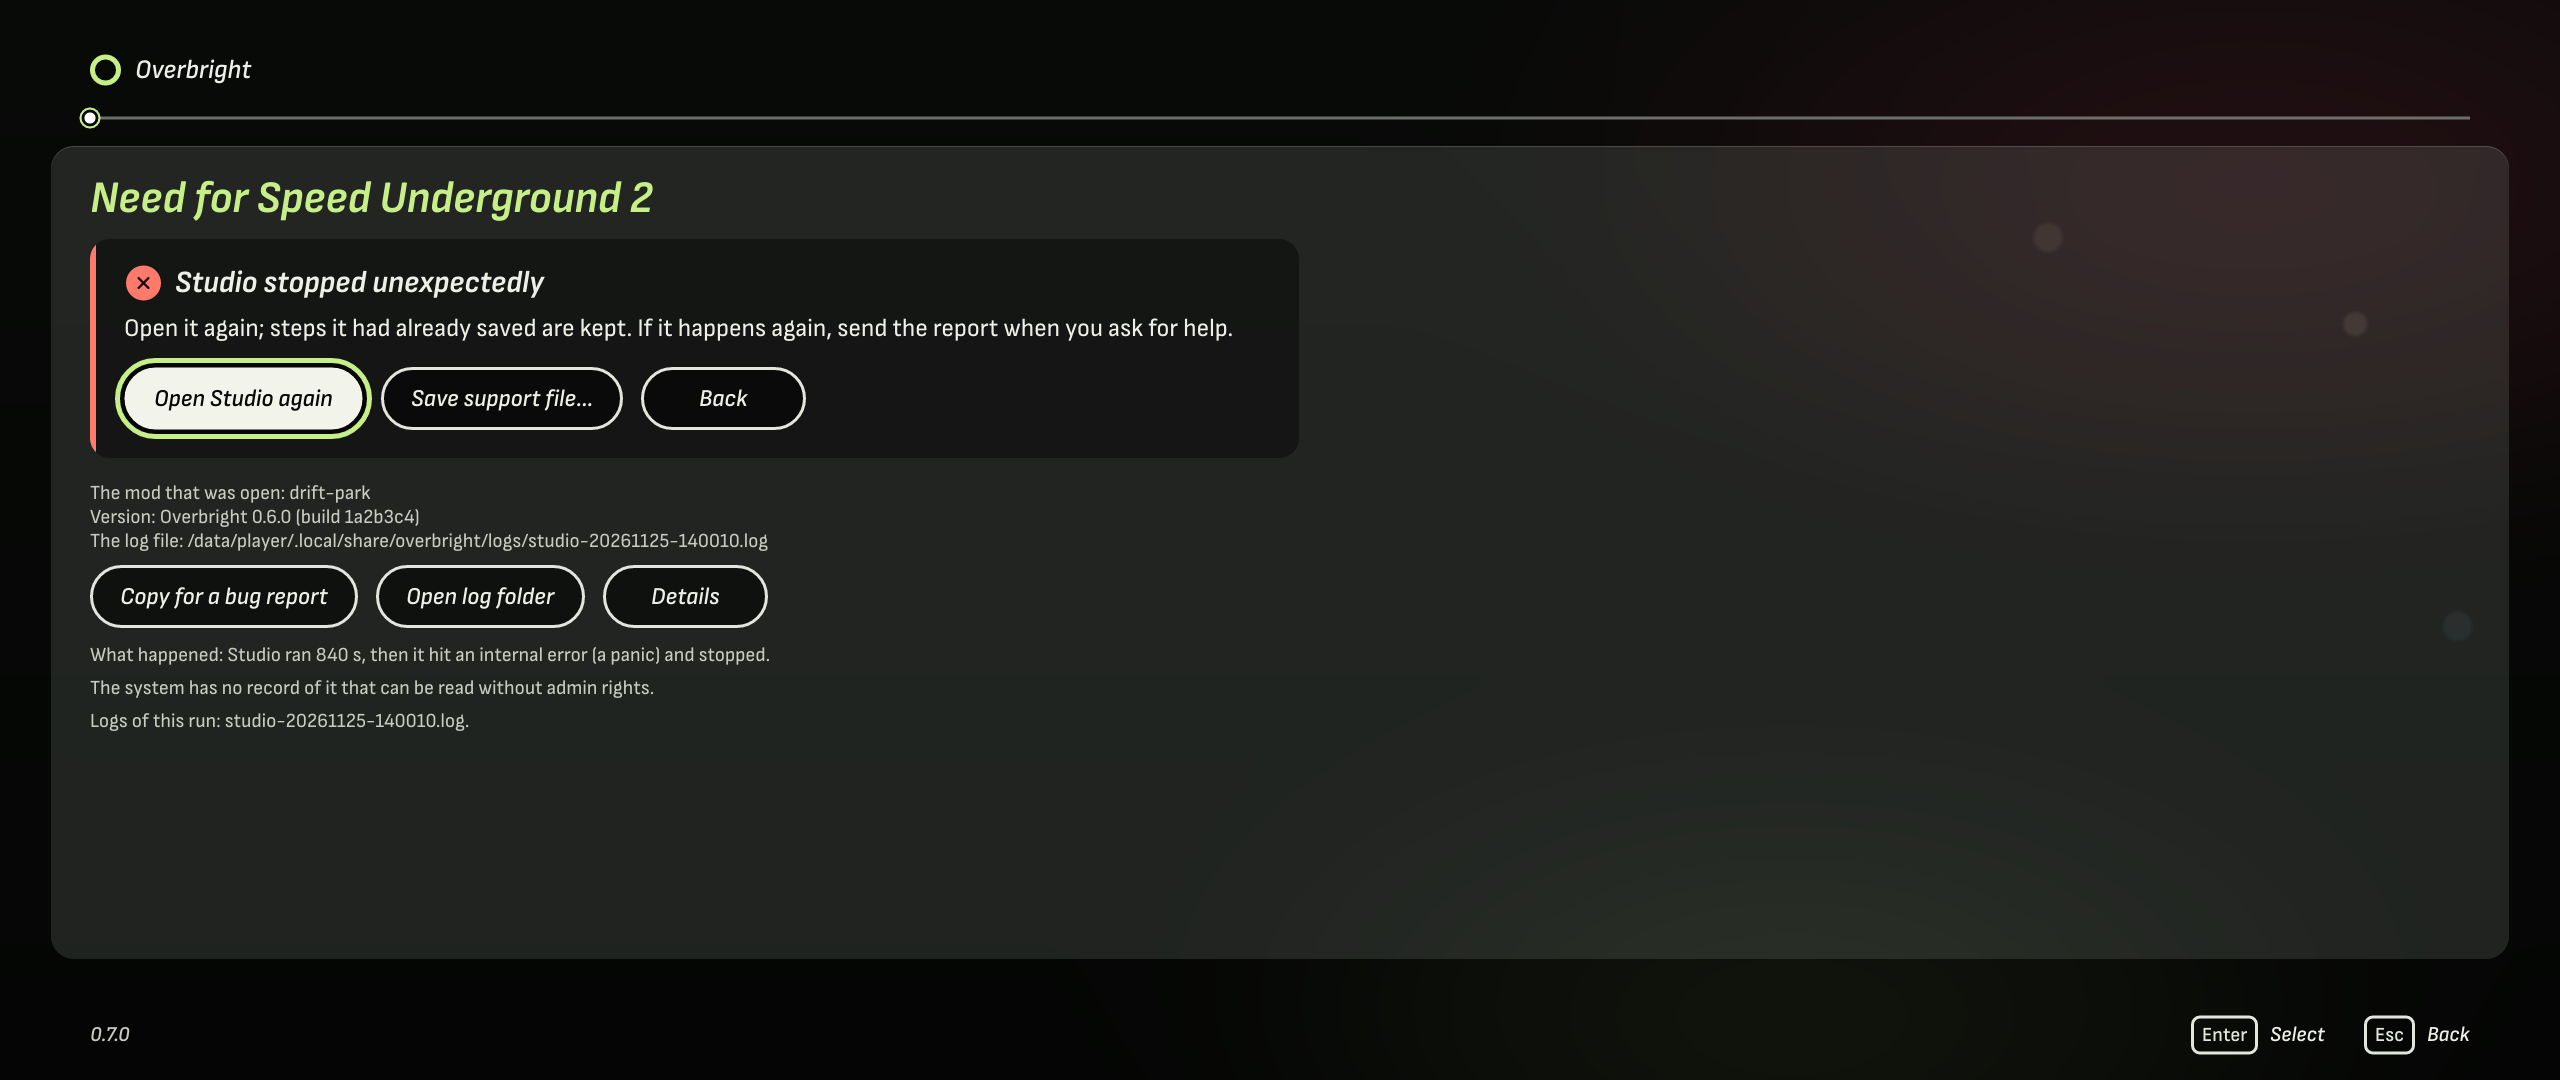 Overbright
Need for Speed Underground 2
Studio stopped unexpectedly
Open it again; steps it had already saved are kept. If it happens again, send the report when you ask for help.
Open Studio again
Save support file...
Back
The mod that was open: drift-park
Version: Overbright 0.6.0 (build 1a2b3c4)
The log file: /data/player/.local/share/overbright/logs/studio-20261125-140010.log
Copy for a bug report
Open log folder
Details
What happened: Studio ran 840 s, then it hit an internal error (a panic) and stopped.
The system has no record of it that can be read without admin rights.
Logs of this run: studio-20261125-140010.log.
0.7.0
Enter Select
Esc Back